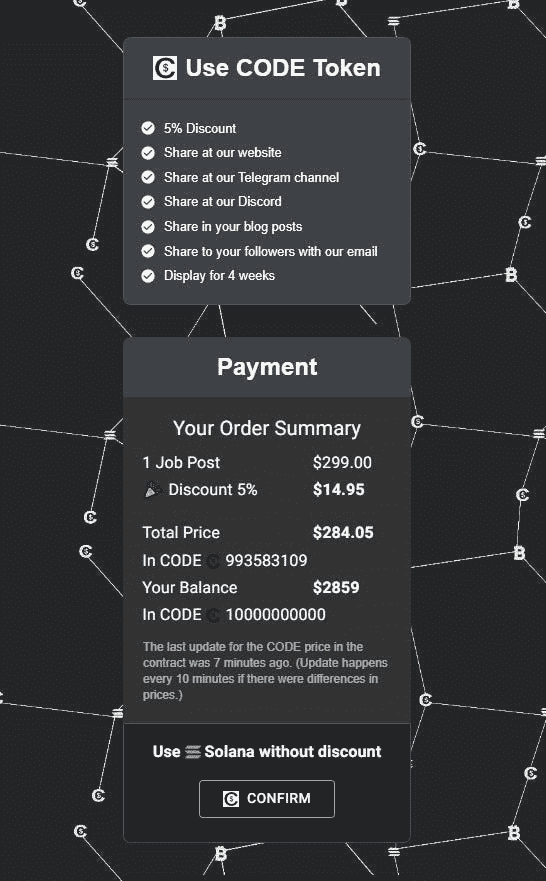 Use CODE Token
5% Discount
Share at our website
Share at our Telegram channel
Share at our Discord
Share in your blog posts
Share to your followers with our email
Display for 4 weeks
Payment
Your Order Summary
1 Job Post $299.00
Discount 5% $14.95
Total Price $284.05
In CODE 993583109
Your Balance $2859
In CODE 10000000000
The last update for the CODE price in the
contract was 7 minutes ago. (Update happens
every 10 minutes if there were differences in
prices.)
Use Solana without discount
CONFIRM